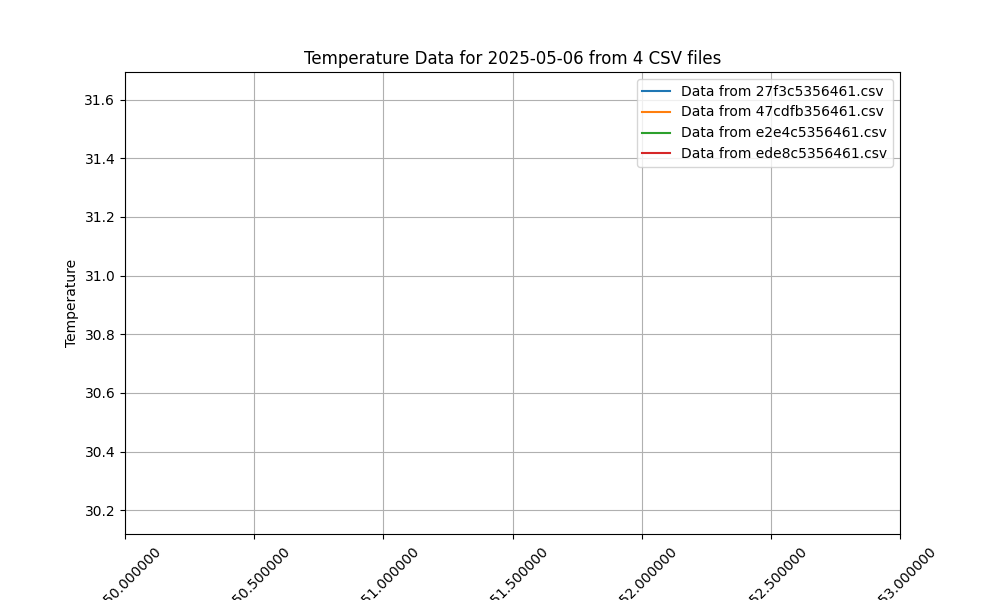 Temperature Data for 2025-05-06 from 4 CSV files
Data from 27f3c5356461.csv
Data from 47cdfb356461.csv
Data from e2e4c5356461.csv
Data from ede8c5356461.csv
31.6
31.4
31.2
31.0
30.8
30.6
30.4
30.2
Temperature
50.000000
50.500000
51.000000
51.500000
52.000000
52.500000
53.000000